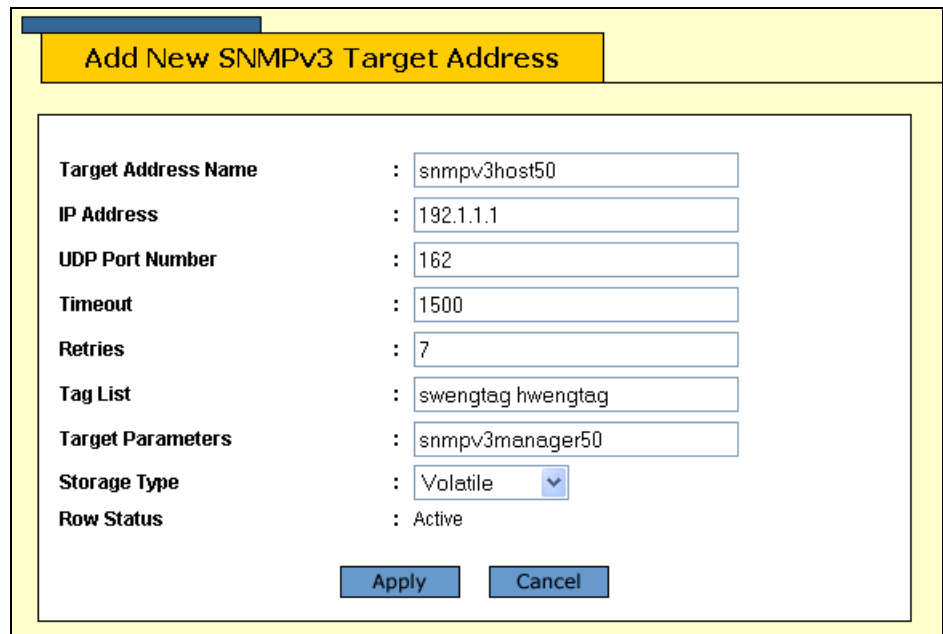 Add New SNMPv3 Target Address
Target Address Name : snmpv3host50
IP Address : 192.1.1.1
UDP Port Number : 162
Timeout : 1500
Retries : 7
Tag List : swengtag hwengtag
Target Parameters : snmpv3manager50
Storage Type : Volatile
Row Status : Active
Apply Cancel